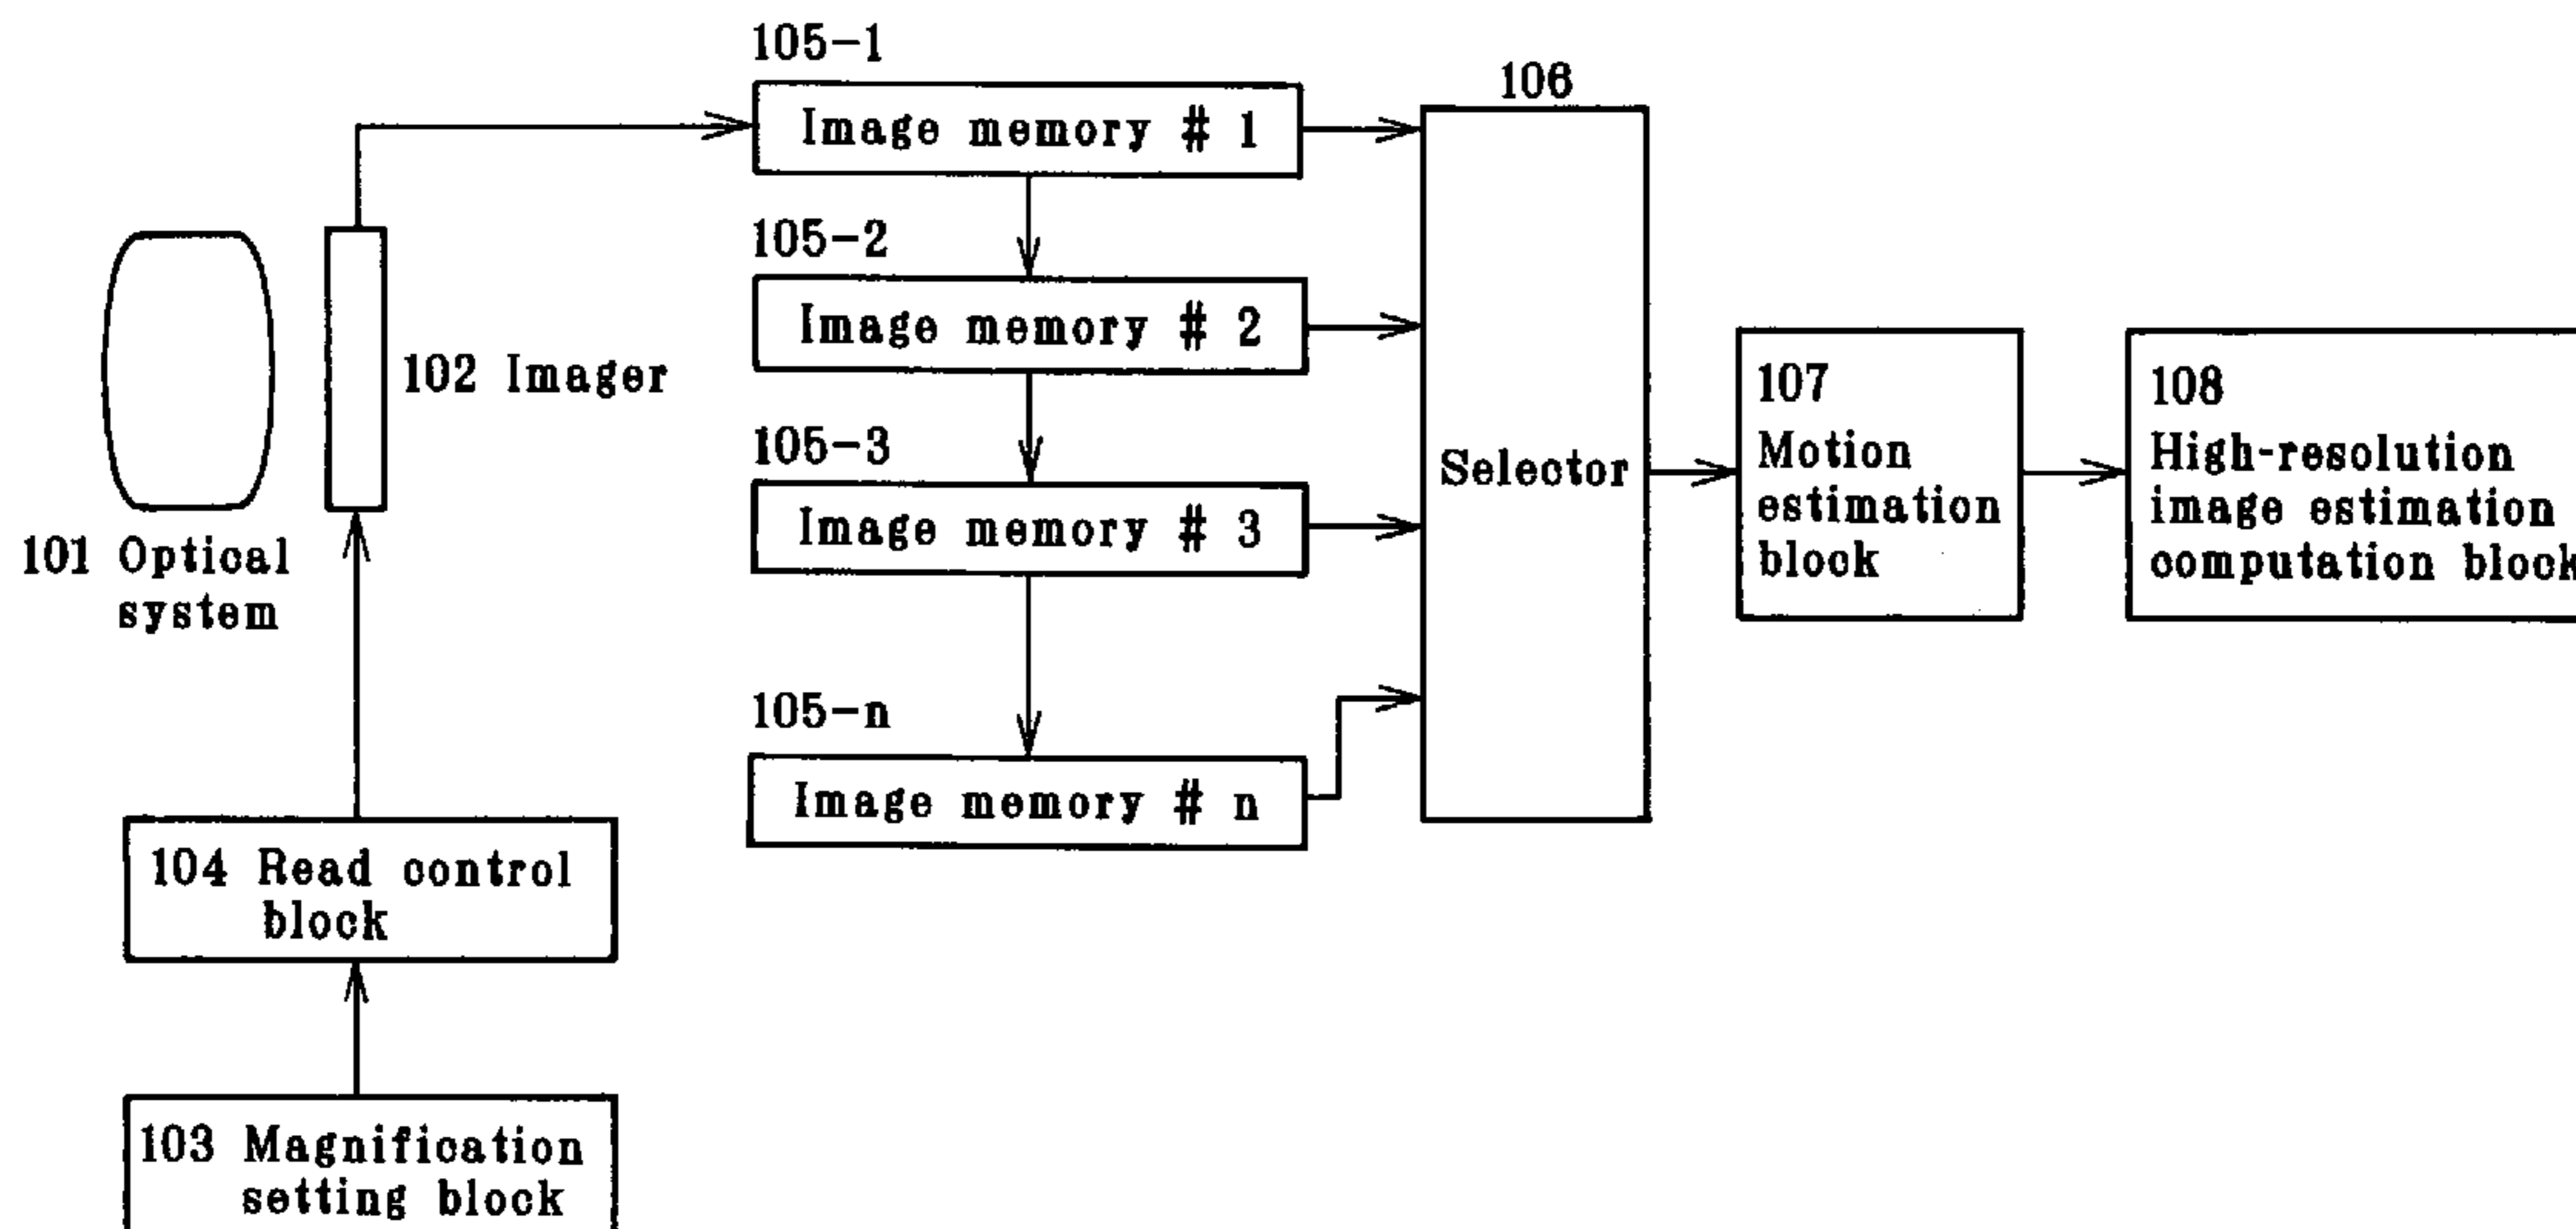 105-1
Image memory # 1
106
105-2
Image memory # 2
102 Imager
105-3
Image memory # 3
Selector
107
Motion
estimation
block
108
High-resolution
image estimation
computation block
101 Optical
system
105-n
Image memory # n
104 Read control
block
103 Magnification
setting block